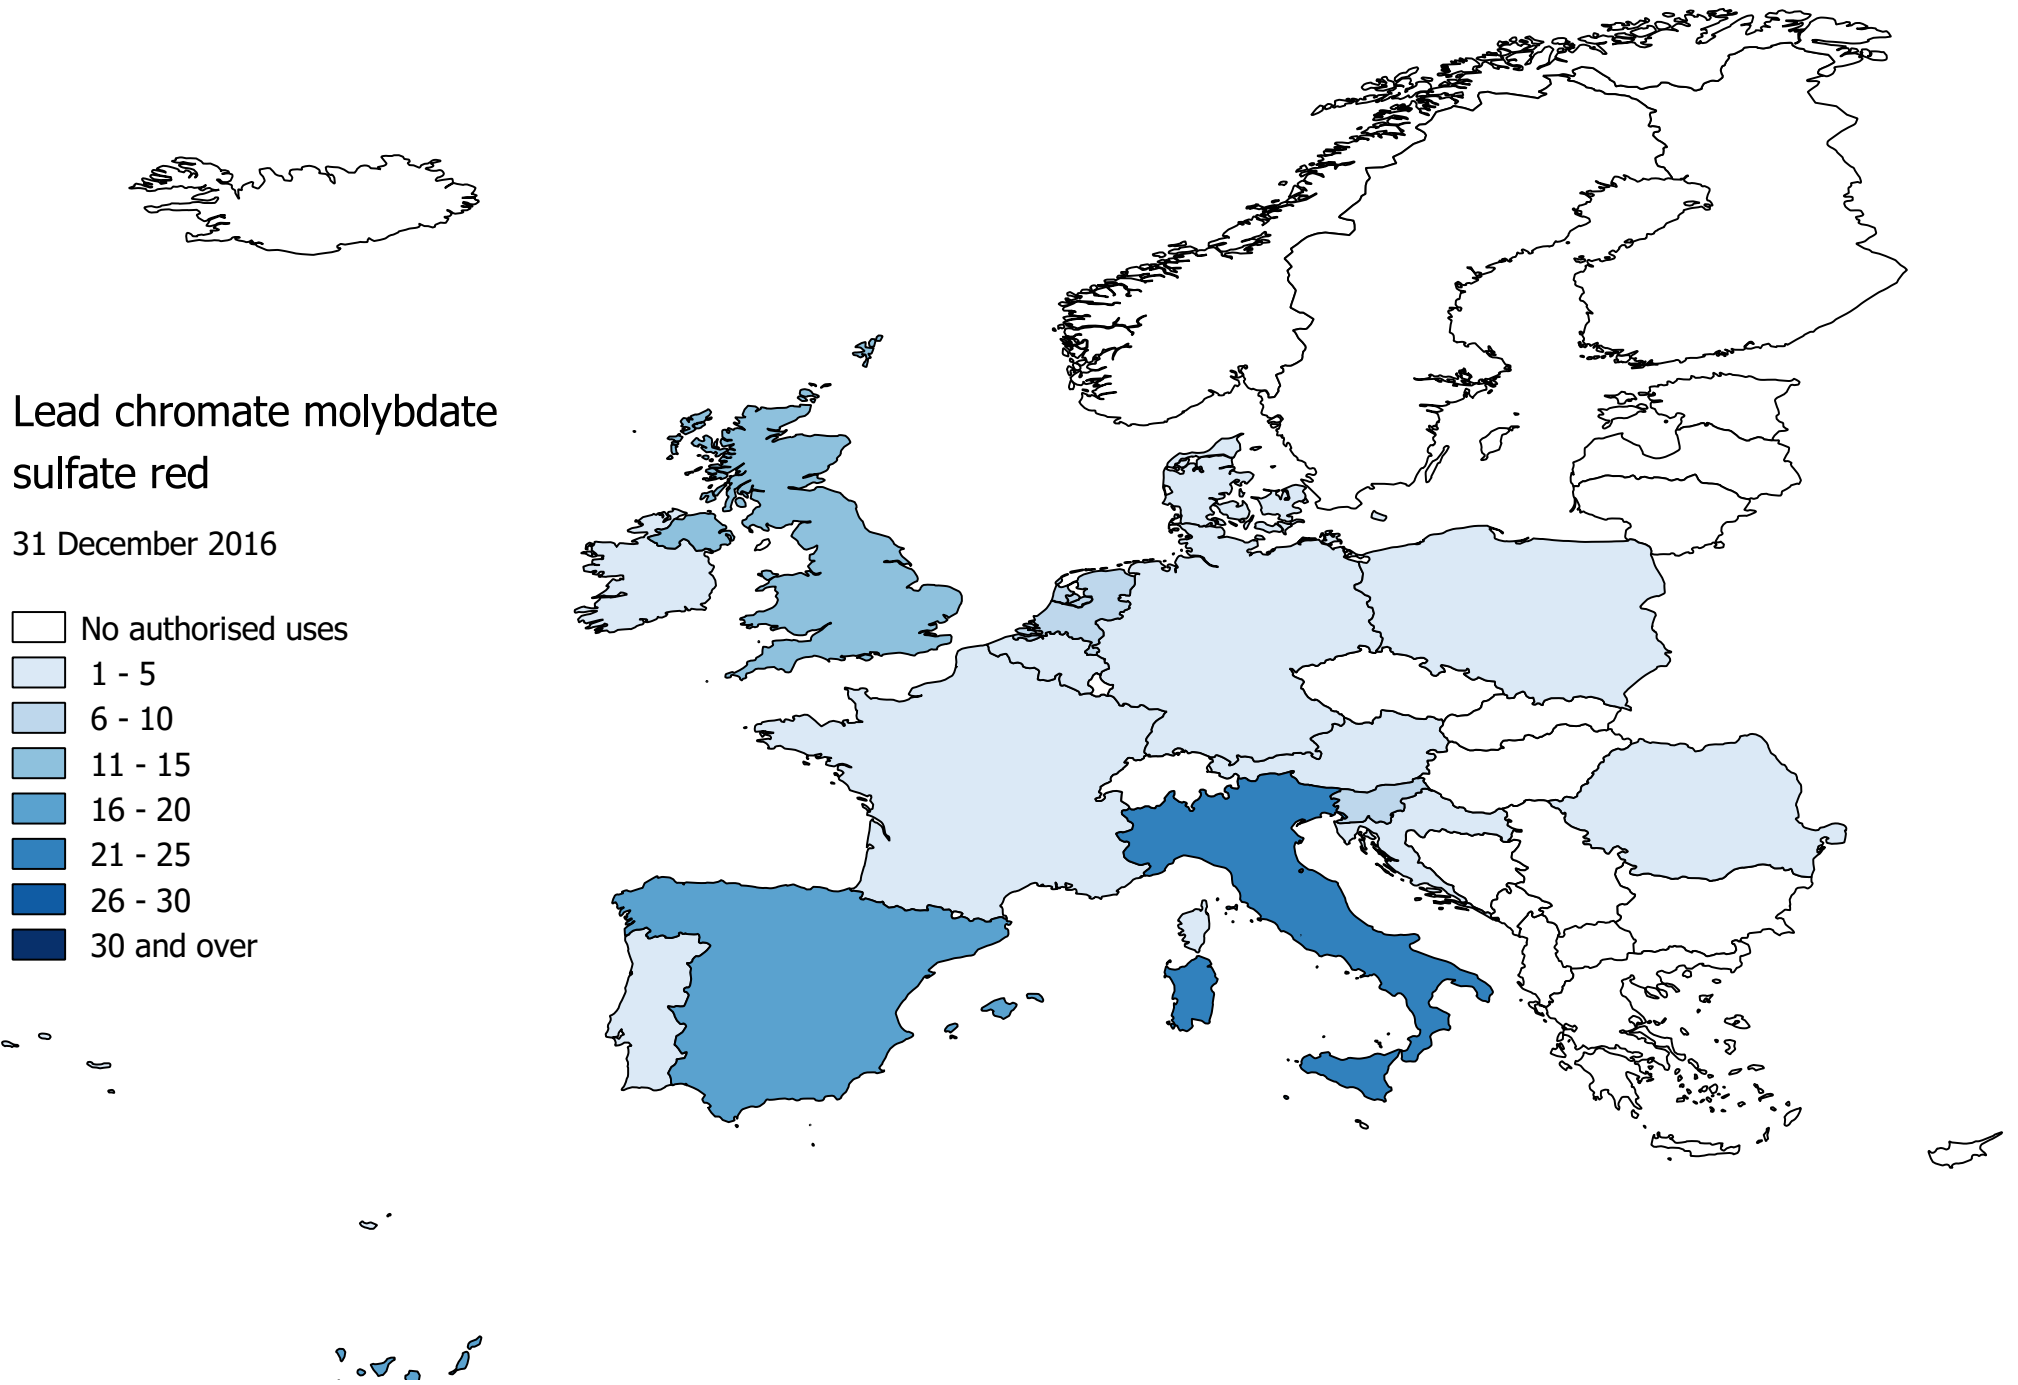 Lead chromate molybdate
sulfate red
31 December 2016
No authorised uses
1 - 5
6 - 10
11 - 15
16 - 20
21 - 25
26 - 30
30 and over